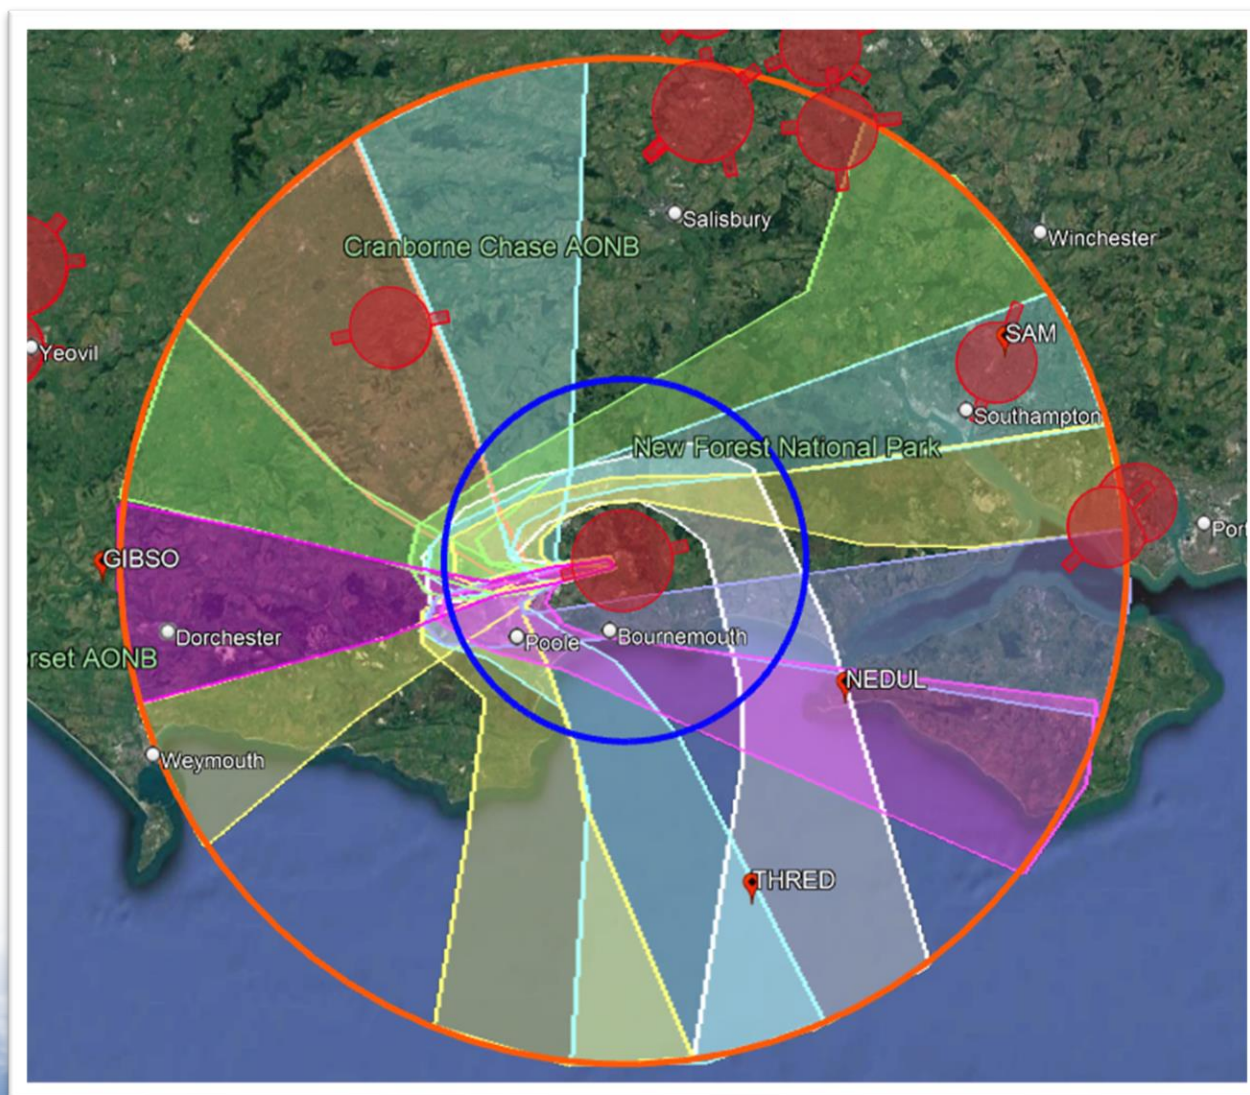 Salisbury
Winchester
Cranborne Chase AONB
SAM
Yeovil
Southampton
New Forest National Park
Por
GIBSO
Dorchester
Poole
Bournemouth
rset AONB
NEDUL
Weymouth
THRED